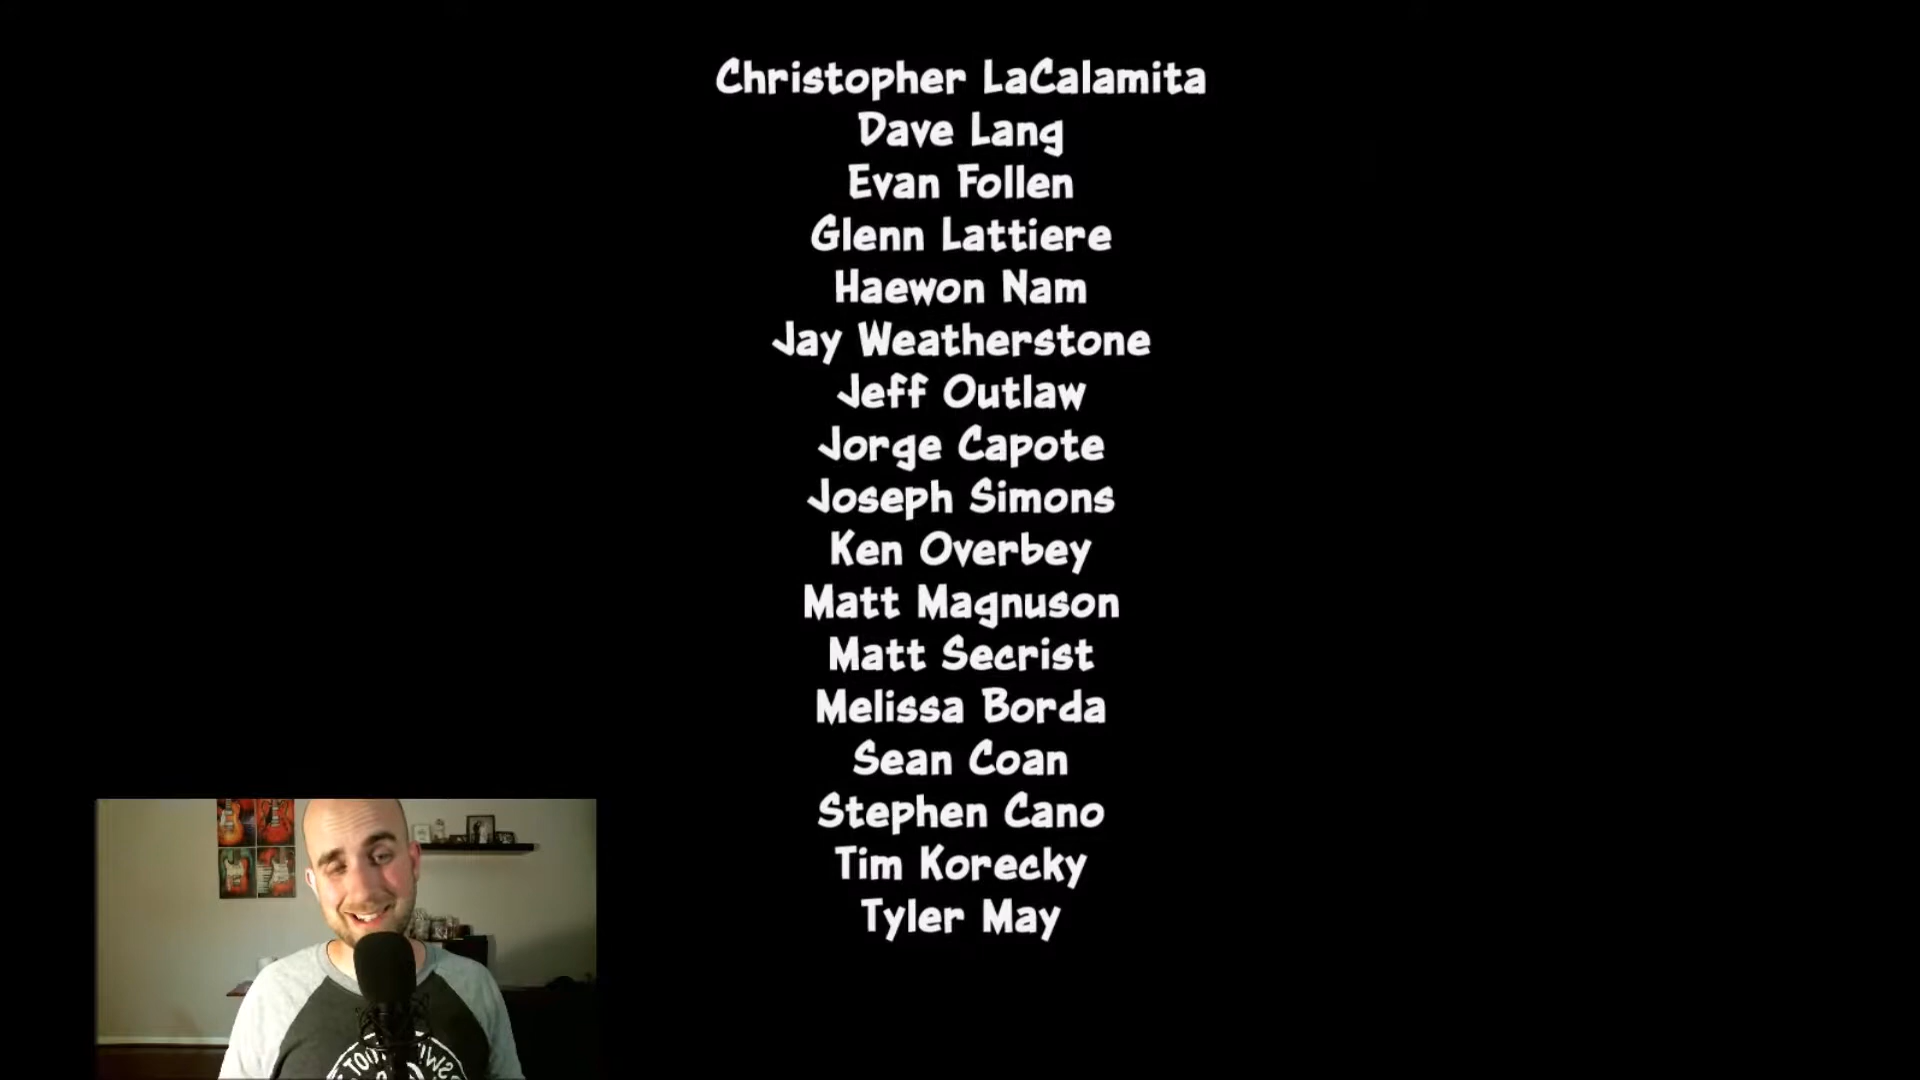 Christopher LaCalamita
Dave Lang
Evan Follen
Glenn Lattiere
Haewon Nam
Jay Weatherstone
Jeff Outlaw
Jorge Capote
Joseph Simons
Ken Overbey
Matt Magnuson
Matt Secrist
Melissa Borda
Sean Coan
Stephen Cano
Tim Korecky
Tyler May